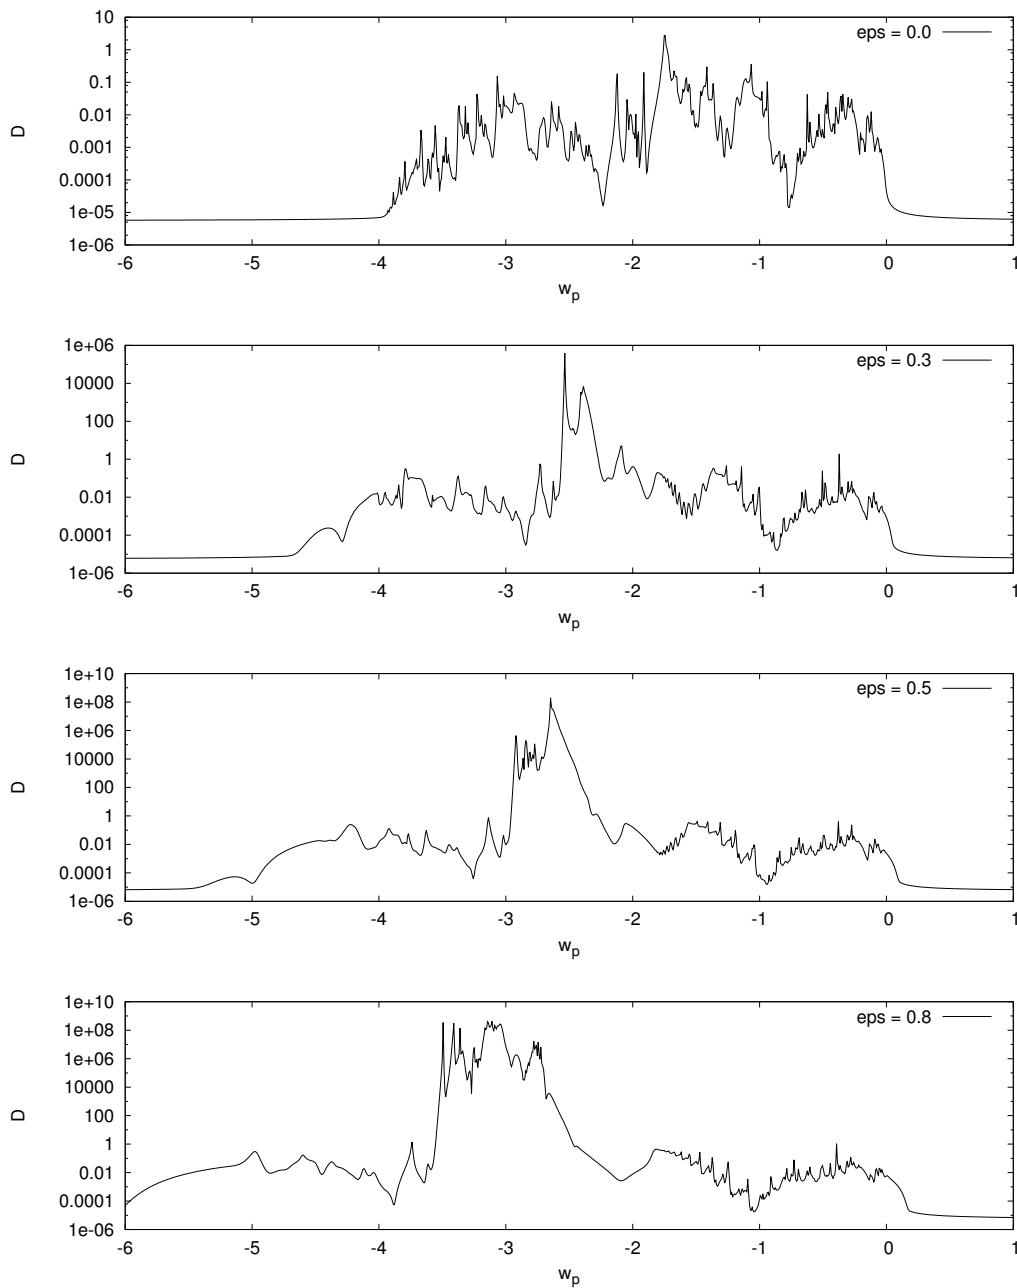 10
1
0.1
0.01
0.001
0.0001
1e-05
1e-06
D
eps = 0.0
-6 -5 -4 -3 -2 -1 0 1
w_p
1e+06
10000
100
1
0.01
0.0001
1e-06
D
eps = 0.3
-6 -5 -4 -3 -2 -1 0 1
w_p
1e+10
1e+08
1e+06
10000
100
1
0.01
0.0001
1e-06
D
eps = 0.5
-6 -5 -4 -3 -2 -1 0 1
w_p
1e+10
1e+08
1e+06
10000
100
1
0.01
0.0001
1e-06
D
eps = 0.8
-6 -5 -4 -3 -2 -1 0 1
w_p